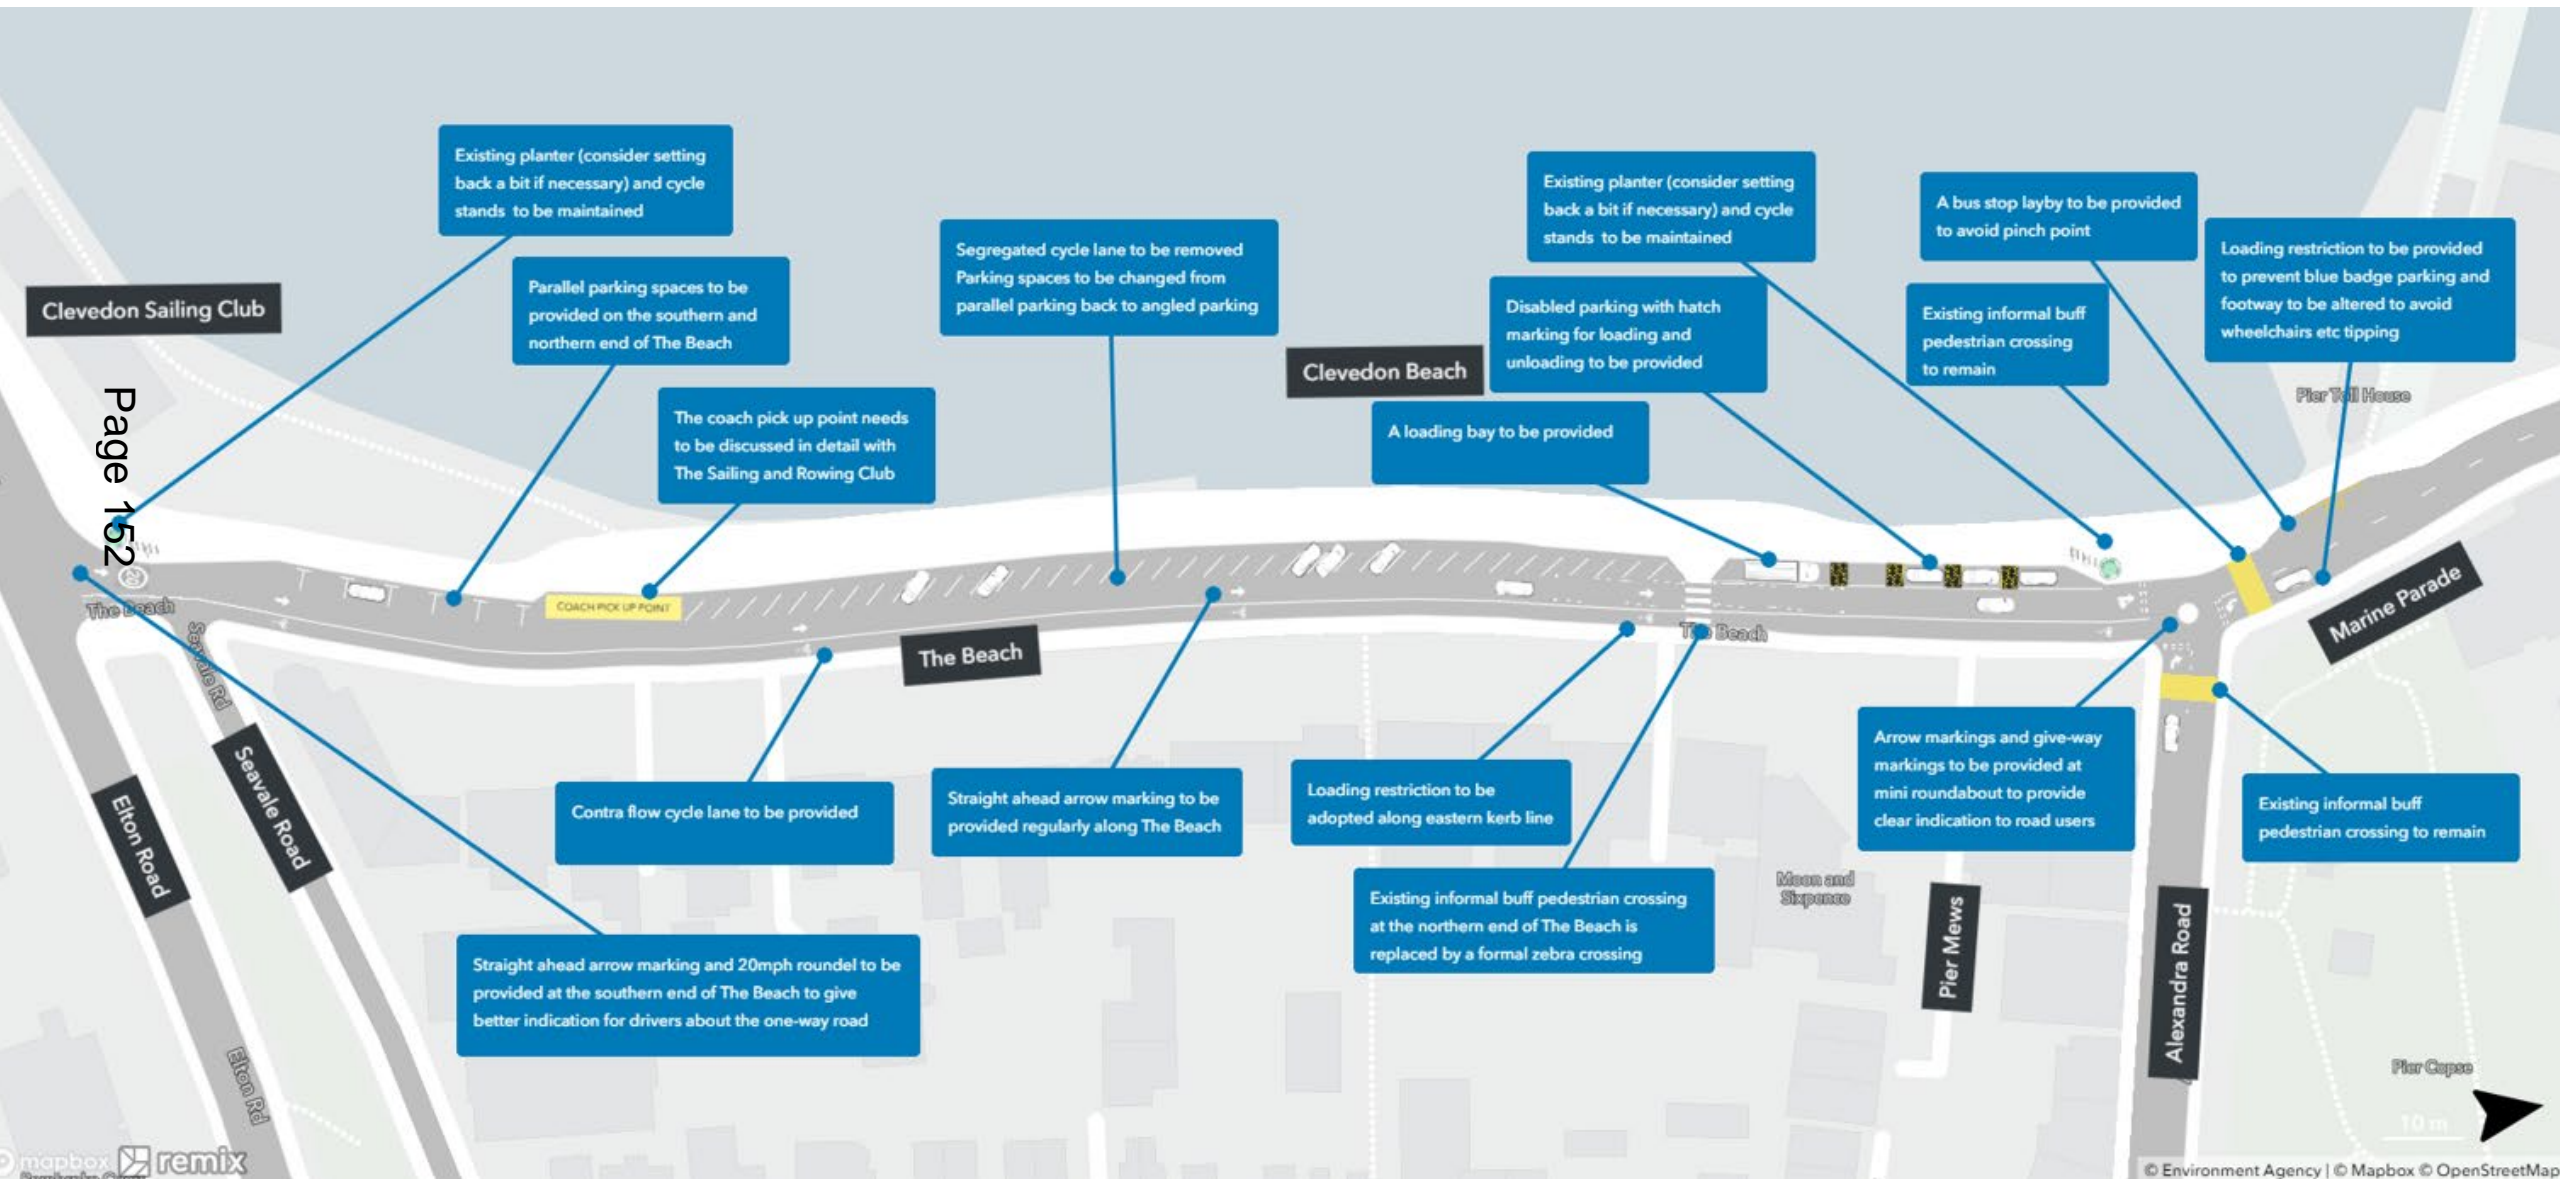 Existing planter (consider setting
back a bit if necessary) and cycle
stands to be maintained
Existing planter (consider setting
back a bit if necessary) and cycle
stands to be maintained
A bus stop layby to be provided
to avoid pinch point
Loading restriction to be provided
to prevent blue badge parking and
footway to be altered to avoid
wheelchairs etc tipping
Segregated cycle lane to be removed
Parking spaces to be changed from
parallel parking back to angled parking
Clevedon Sailing Club
Parallel parking spaces to be
provided on the southern and
northern end of The Beach
Disabled parking with hatch
marking for loading and
unloading to be provided
Existing informal buff
pedestrian crossing
to remain
Clevedon Beach
Pier Toll House
The coach pick up point needs
to be discussed in detail with
The Sailing and Rowing Club
A loading bay to be provided
Page 152
20
The Beach
COACH PICK UP POINT
The Beach
The Beach
Marine Parade
Seavale Rd
Seavale Road
Elton Road
Contra flow cycle lane to be provided
Straight ahead arrow marking to be
provided regularly along The Beach
Loading restriction to be
adopted along eastern kerb line
Arrow markings and give-way
markings to be provided at
mini roundabout to provide
clear indication to road users
Existing informal buff
pedestrian crossing to remain
Existing informal buff pedestrian crossing
at the northern end of The Beach is
replaced by a formal zebra crossing
Moon and
Sixpence
Pier Mews
Alexandra Road
Straight ahead arrow marking and 20mph roundel to be
provided at the southern end of The Beach to give
better indication for drivers about the one-way road
Elton Rd
Pier Copse
10 m
mapbox
remix
© Environment Agency | © Mapbox © OpenStreetMap